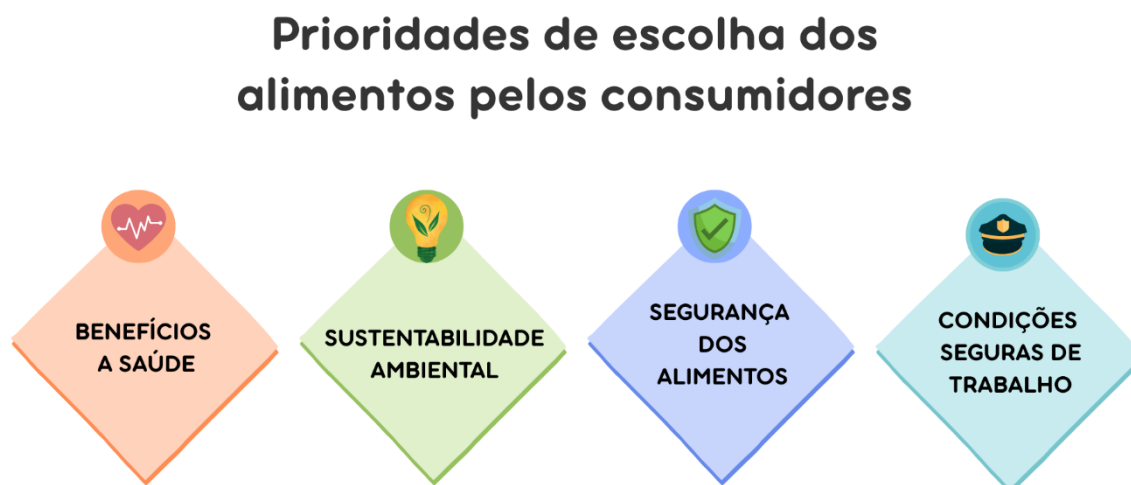 Prioridades de escolha dos
alimentos pelos consumidores
BENEFÍCIOS
A SAÚDE
SUSTENTABILIDADE
AMBIENTAL
SEGURANÇA
DOS
ALIMENTOS
CONDIÇÕES
SEGURAS DE
TRABALHO